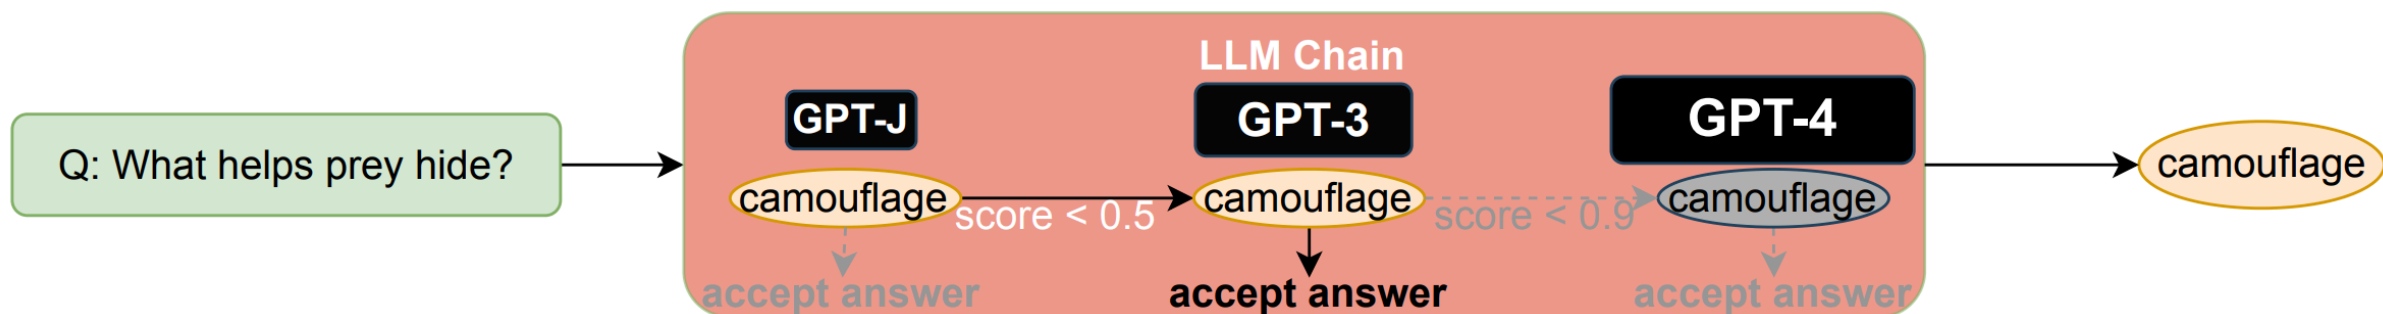 LLM Chain
GPT-J
GPT-3
GPT-4
Q: What helps prey hide?
camouflage
score < 0.5
camouflage
score < 0.9
camouflage
camouflage
accept answer
accept answer
accept answer